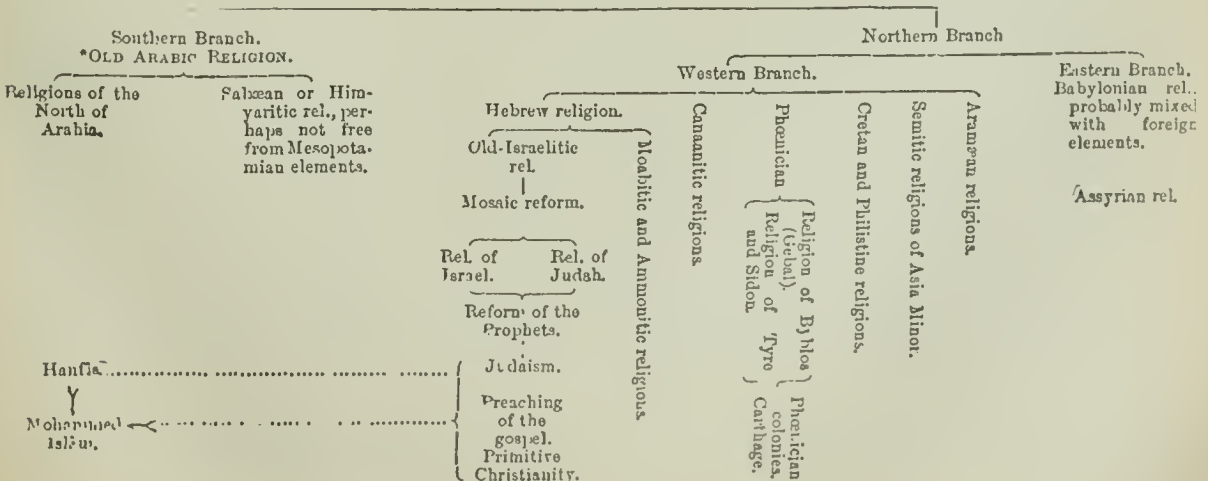 Southern Branch.
*OLD ARABIC RELIGION.
Religions of the
North of
Arabia.
Sabæan or Him-
yaritic rel., per-
haps not free
from Mesopota-
mian elements.
Northern Branch
Western Branch.
Hebrew religion.
Old-Israelitic
rel.
Mosaic reform.
Rel. of
Israel.
Rel. of
Judah.
Reform of the
Prophets.
Judaism.
Preaching
of the
gospel.
Primitive
Christianity.
Moabitic and Ammonitic religions.
Canaanitic religions.
Phœnician
Religion of Byblos
(Gebal).
Religion of Tyre
and Sidon.
Phœnician
colonies.
Carthage.
Cretan and Philistine religions.
Semitic religions of Asia Minor.
Aramæan religions.
Eastern Branch.
Babylonian rel.,
probably mixed
with foreign
elements.
Assyrian rel.
Hanfia
Mohammed
Islâm.